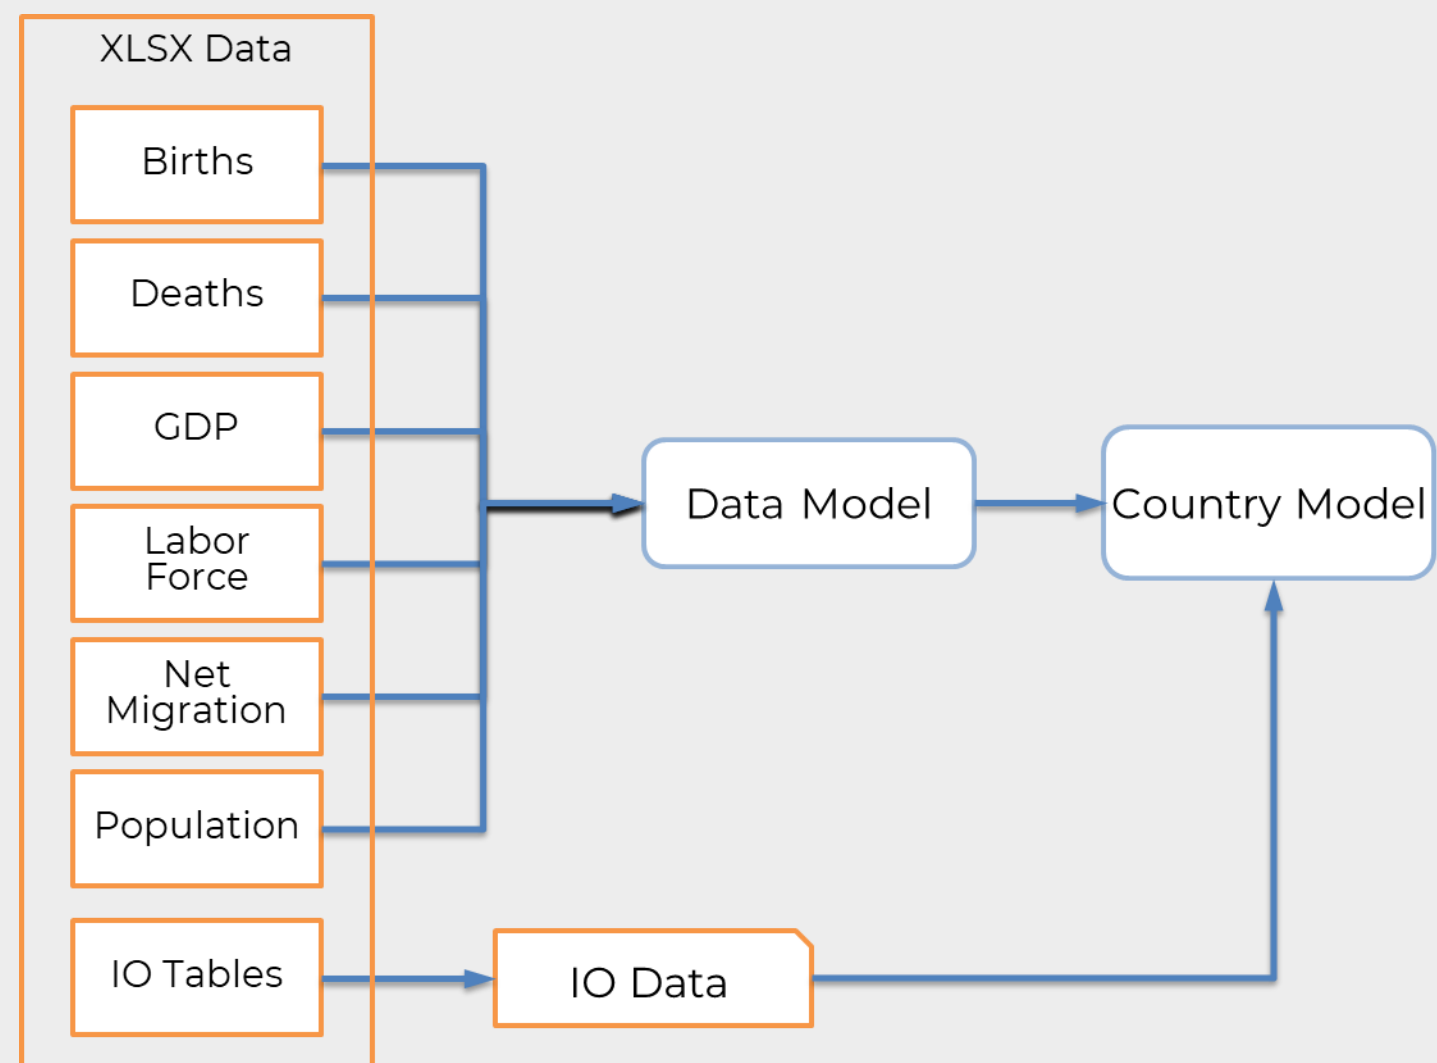 XLSX Data
Births
Deaths
GDP
Labor
Force
Net
Migration
Population
IO Tables
IO Data
Data Model
Country Model